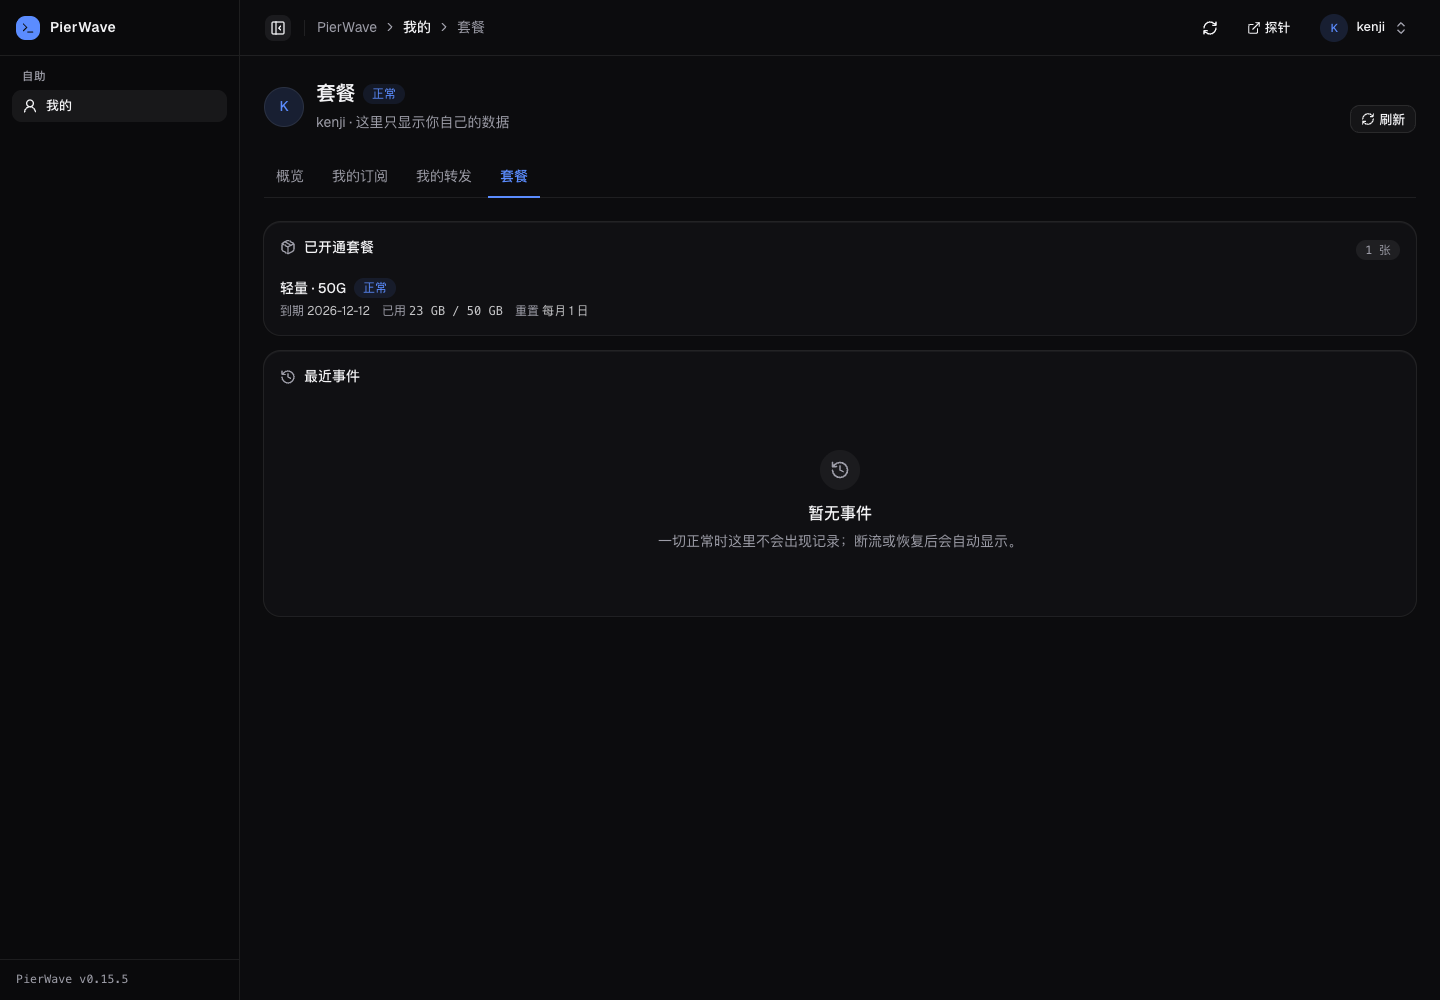 PierWave
PierWave > 我的 > 套餐
探针
K
kenji
自助
我的
K
套餐
正常
kenji · 这里只显示你自己的数据
刷新
概览
我的订阅
我的转发
套餐
已开通套餐
1 张
轻量 · 50G
正常
到期 2026-12-12 已用 23 GB / 50 GB 重置 每月 1 日
最近事件
暂无事件
一切正常时这里不会出现记录；断流或恢复后会自动显示。
PierWave v0.15.5